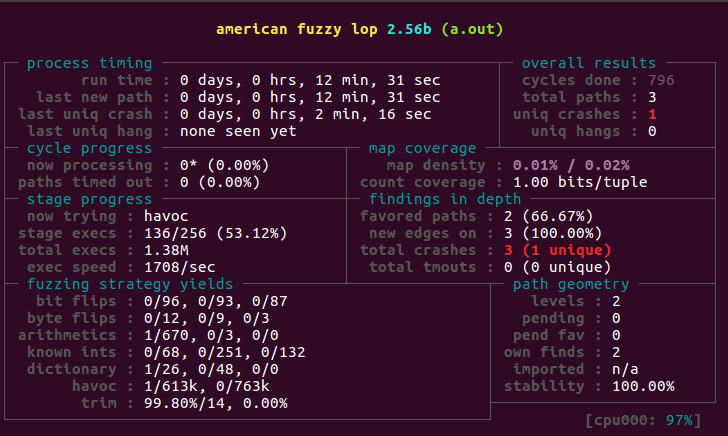 american fuzzy lop 2.56b (a.out)
process timing overall results
run time : 0 days, 0 hrs, 12 min, 31 sec cycles done : 796
last new path : 0 days, 0 hrs, 12 min, 31 sec total paths : 3
last uniq crash : 0 days, 0 hrs, 2 min, 16 sec uniq crashes : 1
last uniq hang : none seen yet uniq hangs : 0
cycle progress map coverage
now processing : 0* (0.00%) map density : 0.01% / 0.02%
paths timed out : 0 (0.00%) count coverage : 1.00 bits/tuple
stage progress findings in depth
now trying : havoc favored paths : 2 (66.67%)
stage execs : 136/256 (53.12%) new edges on : 3 (100.00%)
total execs : 1.38M total crashes : 3 (1 unique)
exec speed : 1708/sec total tmouts : 0 (0 unique)
fuzzing strategy yields path geometry
bit flips : 0/96, 0/93, 0/87 levels : 2
byte flips : 0/12, 0/9, 0/3 pending : 0
arithmetics : 1/670, 0/3, 0/0 pend fav : 0
known ints : 0/68, 0/251, 0/132 own finds : 2
dictionary : 1/26, 0/48, 0/0 imported : n/a
havoc : 1/613k, 0/763k stability : 100.00%
trim : 99.80%/14, 0.00%
[cpu000: 97%]